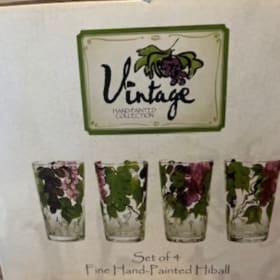 Vintage
HAND-PAINTED
COLLECTION
Set of 4
Fine Hand-Painted Hiball